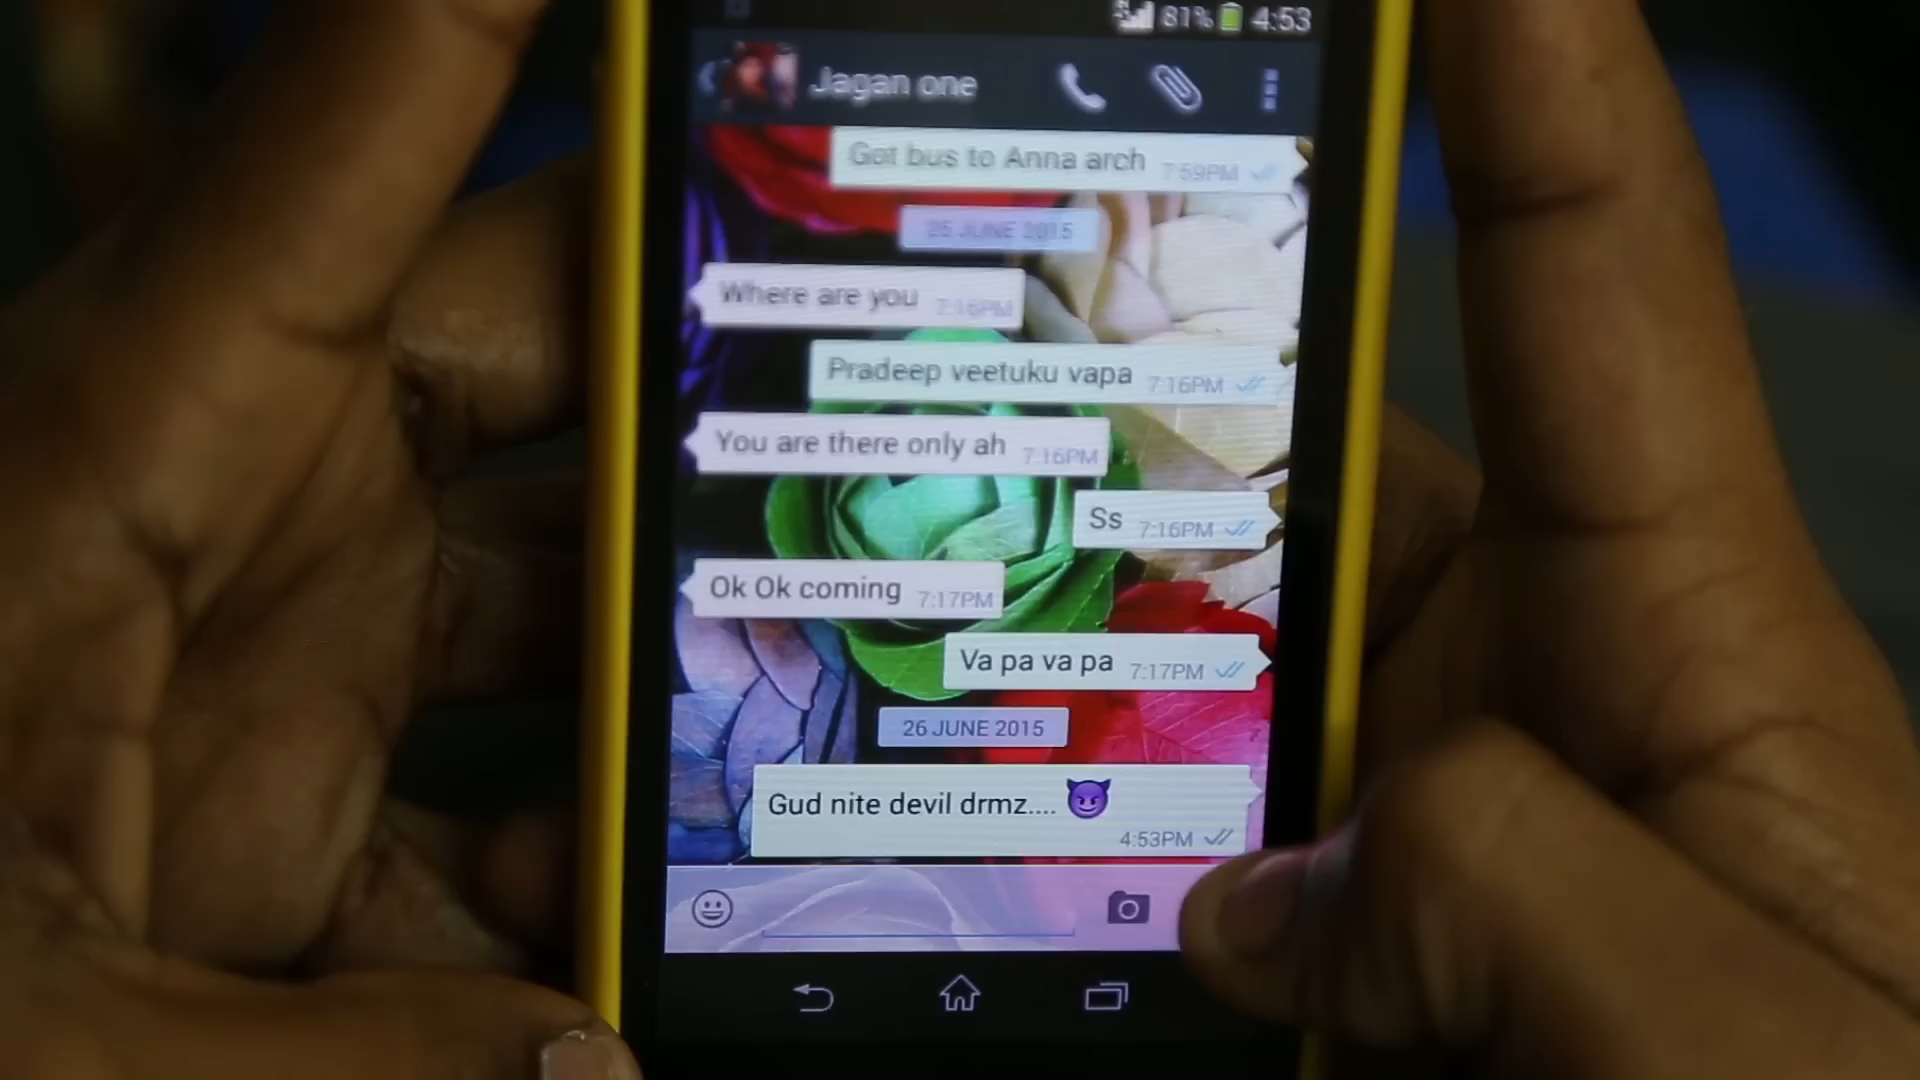 81% 4:53
Jagan one
Got bus to Anna arch 7:59PM
25 JUNE 2015
Where are you 7:16PM
Pradeep veetuku vapa 7:16PM
You are there only ah 7:16PM
Ss 7:16PM
Ok Ok coming 7:17PM
Va pa va pa 7:17PM
26 JUNE 2015
Gud nite devil drmz.... 😈
4:53PM